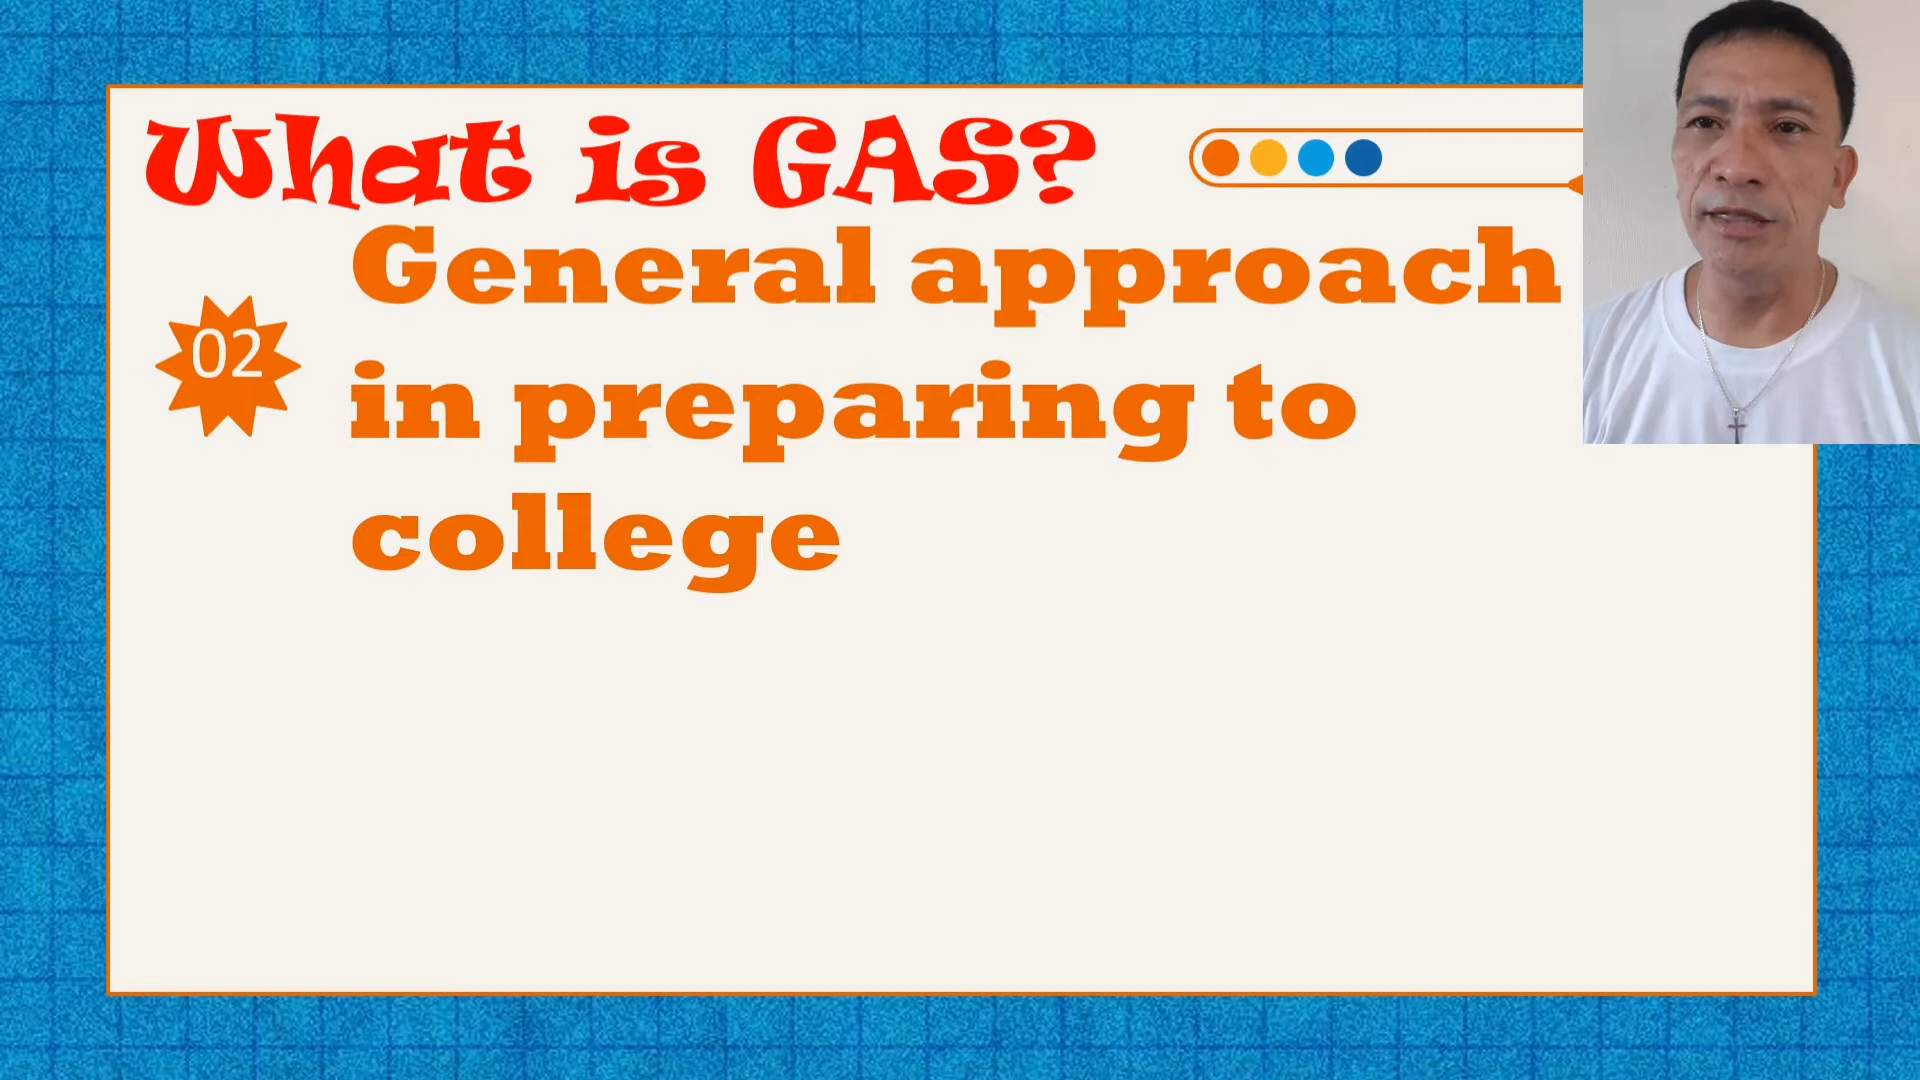 What is GAS?
02
General approach
in preparing to
college